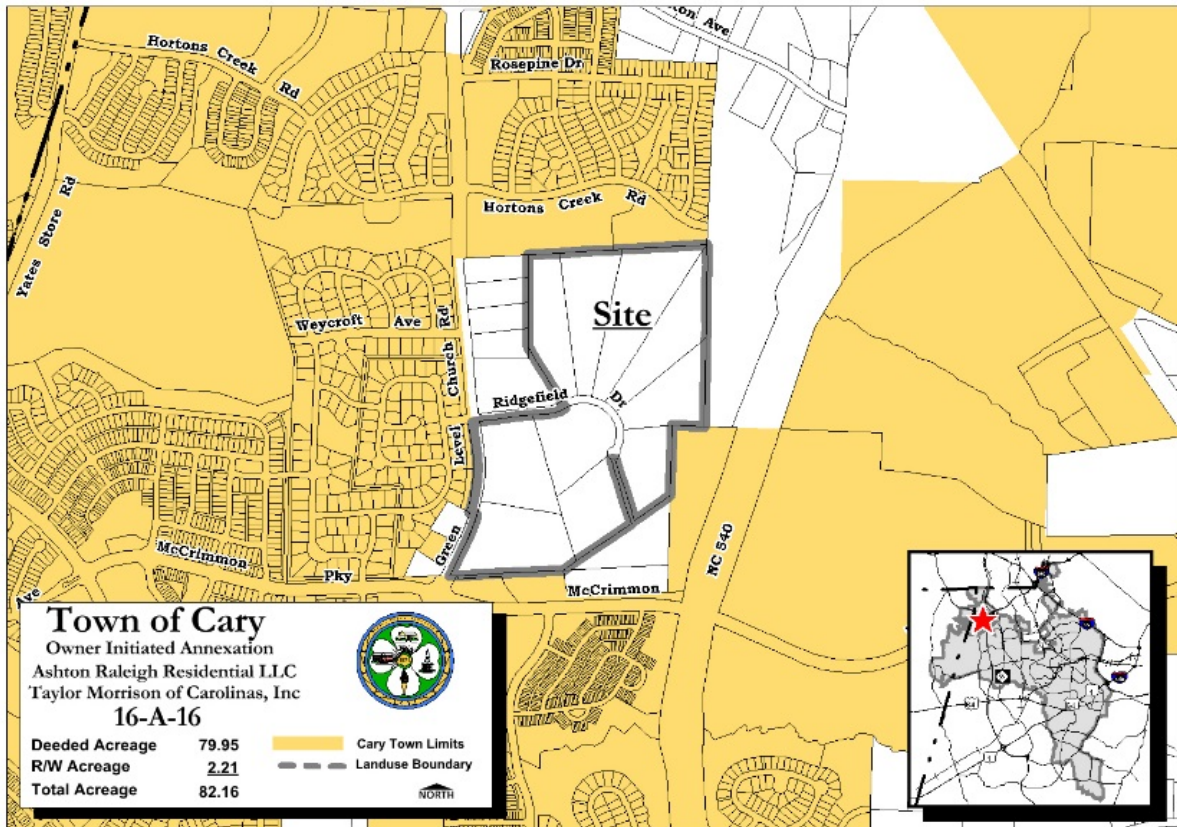 ton Ave
Hortons Creek Rd
Rosepine Dr
Yates Store Rd
Hortons Creek Rd
Weycroft Ave
Site
Ridgefield Dr
Green Level Church Rd
NC 540
McCrimmon Pky
McCrimmon
Ave
Town of Cary
Owner Initiated Annexation
Ashton Raleigh Residential LLC
Taylor Morrison of Carolinas, Inc
16-A-16
Deeded Acreage 79.95
R/W Acreage 2.21
Total Acreage 82.16
Cary Town Limits
Landuse Boundary
NORTH